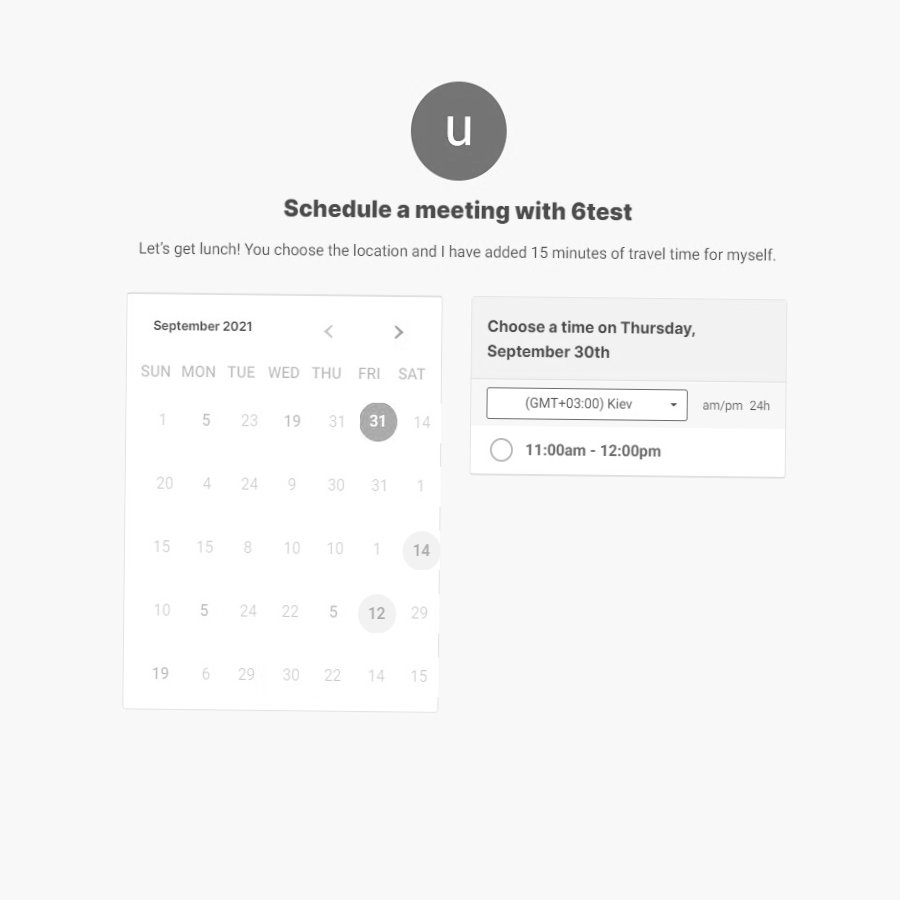 u
Schedule a meeting with 6test
Let's get lunch! You choose the location and I have added 15 minutes of travel time for myself.
September 2021
SUN MON TUE WED THU FRI SAT
1 5 23 19 31 31 14
20 4 24 9 30 31 1
15 15 8 10 10 1 14
10 5 24 22 5 12 29
19 6 29 30 22 14 15
Choose a time on Thursday,
September 30th
(GMT+03:00) Kiev am/pm 24h
11:00am - 12:00pm